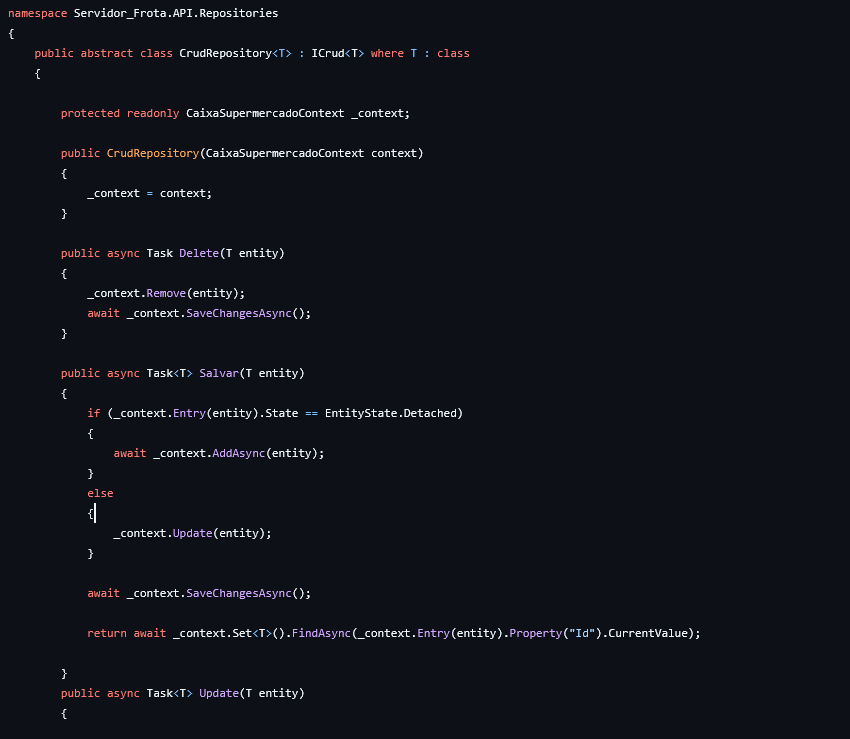 namespace Servidor_Frota.API.Repositories
{
    public abstract class CrudRepository<T> : ICrud<T> where T : class
    {
        protected readonly CaixaSupermercadoContext _context;
        public CrudRepository(CaixaSupermercadoContext context)
        {
            _context = context;
        }
        public async Task Delete(T entity)
        {
            _context.Remove(entity);
            await _context.SaveChangesAsync();
        }
        public async Task<T> Salvar(T entity)
        {
            if (_context.Entry(entity).State == EntityState.Detached)
            {
                await _context.AddAsync(entity);
            }
            else
            {
                _context.Update(entity);
            }
            await _context.SaveChangesAsync();
            return await _context.Set<T>().FindAsync(_context.Entry(entity).Property("Id").CurrentValue);
        }
        public async Task<T> Update(T entity)
        {